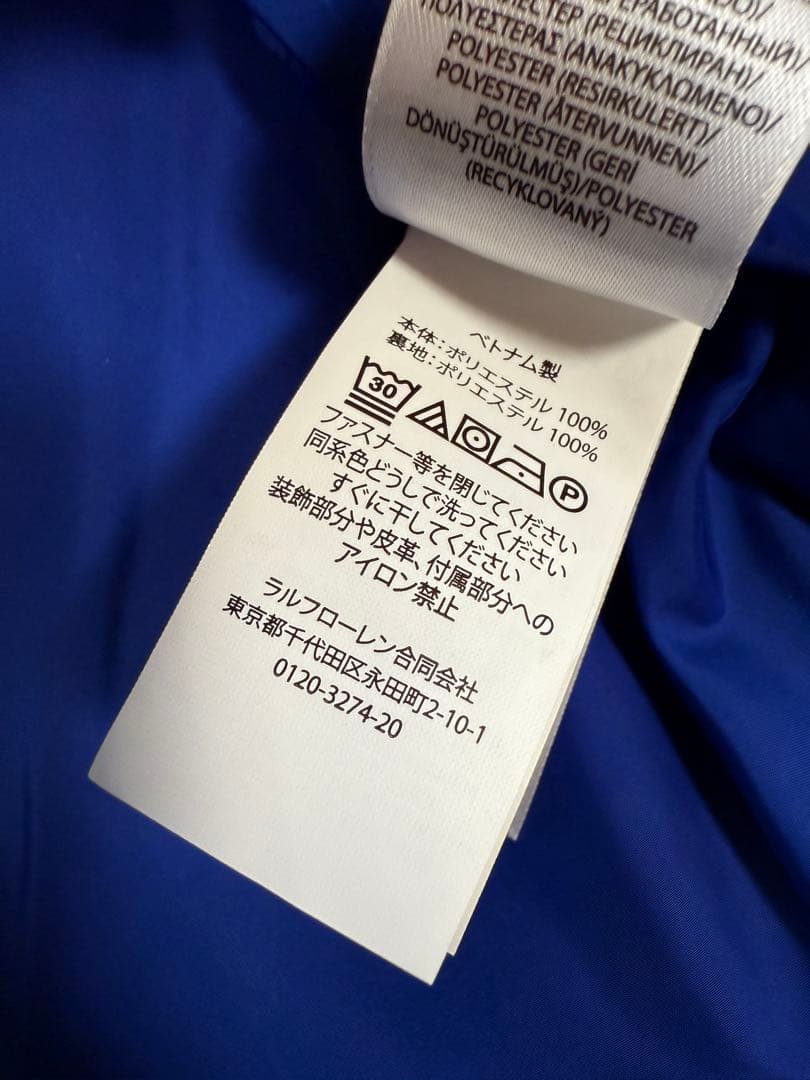 (РЕЦИКЛИРАН)/
ΠΟΛΥΕΣΤΕΡΑΣ (ΑΝΑΚΥΚΛΩΜΕΝΟ)/
POLYESTER (RESIRKULERT)/
POLYESTER (ÅTERVUNNEN)/
POLYESTER (GERİ
DÖNÜŞTÜRÜLMÜŞ)/POLYESTER
(RECYKLOVANÝ)
ベトナム製
本体:ポリエステル 100%
裏地:ポリエステル 100%
30 P
ファスナー等を閉じてください
同系色どうしで洗ってください
すぐに干してください
装飾部分や皮革、付属部分への
アイロン禁止
ラルフローレン合同会社
東京都千代田区永田町2-10-1
0120-3274-20